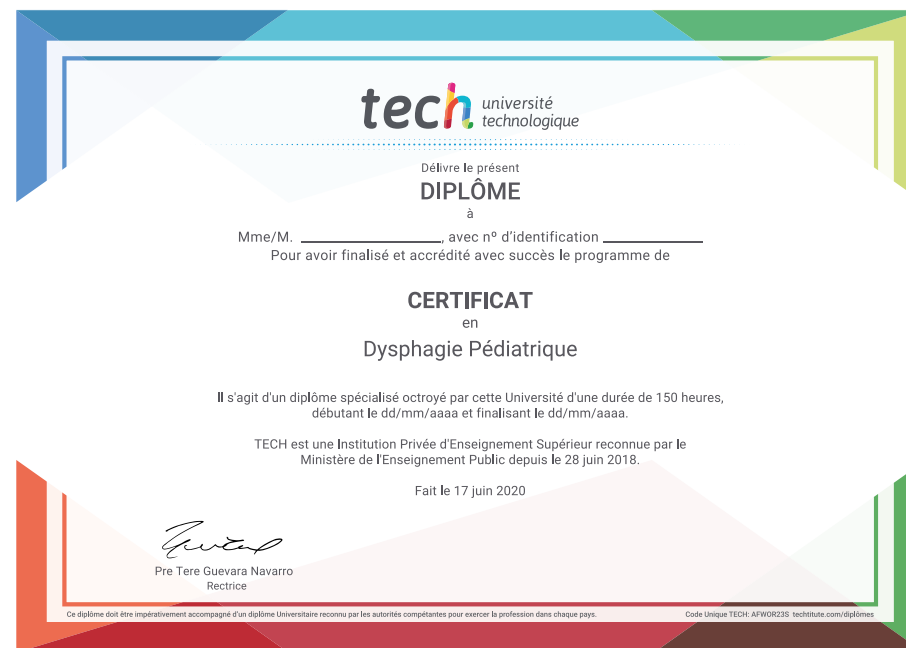 tech université
technologique
Délivre le présent
DIPLÔME
à
Mme/M. ____________________, avec nº d'identification ______________
Pour avoir finalisé et accrédité avec succès le programme de
CERTIFICAT
en
Dysphagie Pédiatrique
Il s'agit d'un diplôme spécialisé octroyé par cette Université d'une durée de 150 heures,
débutant le dd/mm/aaaa et finalisant le dd/mm/aaaa.
TECH est une Institution Privée d'Enseignement Supérieur reconnue par le
Ministère de l'Enseignement Public depuis le 28 juin 2018.
Fait le 17 juin 2020
Pre Tere Guevara Navarro
Rectrice
Ce diplôme doit être impérativement accompagné d'un diplôme Universitaire reconnu par les autorités compétantes pour exercer la profession dans chaque pays.
Code Unique TECH: AFWOR23S techtitute.com/diplômes